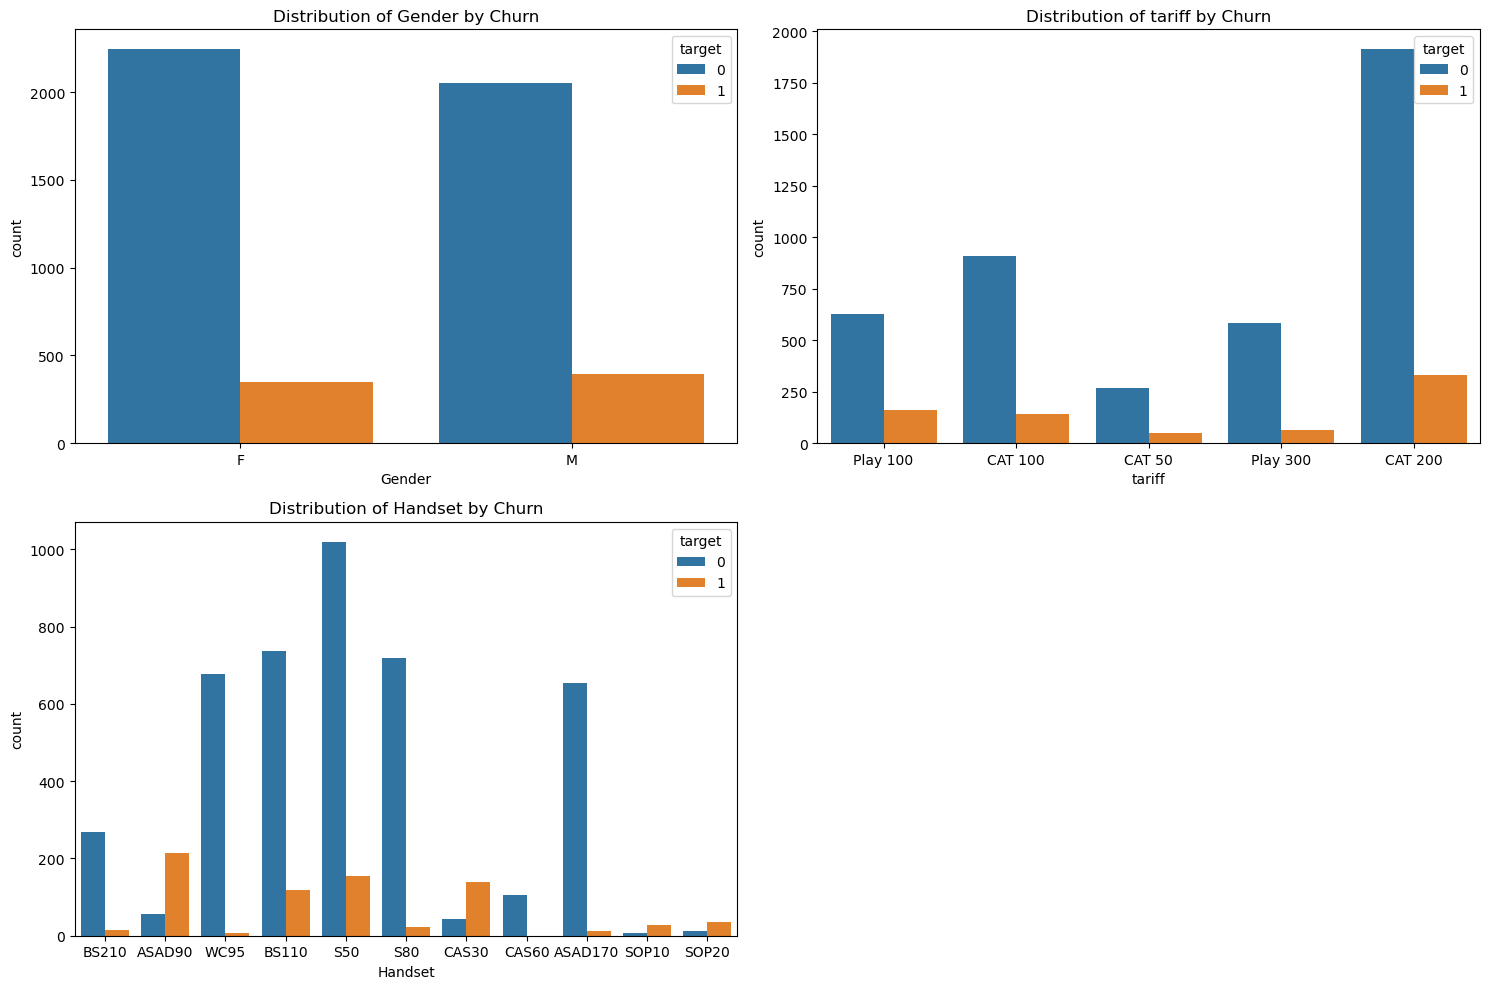 Distribution of Gender by Churn
2000
1500
1000
500
0
count
F
M
Gender
target
0
1
Distribution of tariff by Churn
2000
1750
1500
1250
1000
750
500
250
0
count
Play 100
CAT 100
CAT 50
Play 300
CAT 200
tariff
target
0
1
Distribution of Handset by Churn
1000
800
600
400
200
0
count
BS210
ASAD90
WC95
BS110
S50
S80
CAS30
CAS60
ASAD170
SOP10
SOP20
Handset
target
0
1